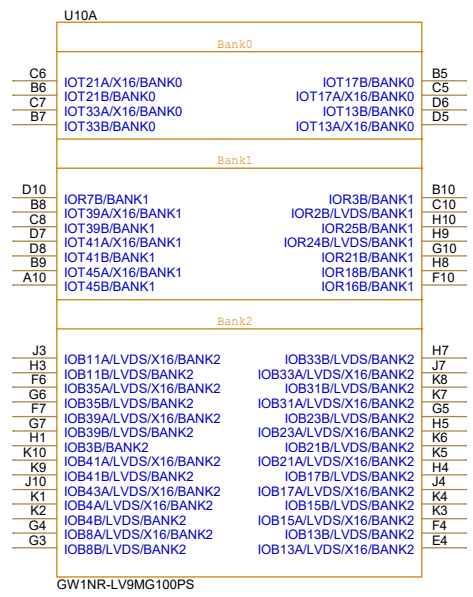 U10A
Bank0
C6 IOT21A/X16/BANK0 IOT17B/BANK0 B5
B6 IOT21B/BANK0 IOT17A/X16/BANK0 C5
C7 IOT33A/X16/BANK0 IOT13B/BANK0 D6
B7 IOT33B/BANK0 IOT13A/X16/BANK0 D5
Bank1
D10 IOR7B/BANK1 IOR3B/BANK1 B10
B8 IOT39A/X16/BANK1 IOR2B/LVDS/BANK1 C10
C8 IOT39B/BANK1 IOR25B/BANK1 H10
D7 IOT41A/X16/BANK1 IOR24B/LVDS/BANK1 H9
D8 IOT41B/BANK1 IOR21B/BANK1 G10
B9 IOT45A/X16/BANK1 IOR18B/BANK1 H8
A10 IOT45B/BANK1 IOR16B/BANK1 F10
Bank2
J3 IOB11A/LVDS/X16/BANK2 IOB33B/LVDS/BANK2 H7
H3 IOB11B/LVDS/BANK2 IOB33A/LVDS/X16/BANK2 J7
F6 IOB35A/LVDS/X16/BANK2 IOB31B/LVDS/BANK2 K8
G6 IOB35B/LVDS/BANK2 IOB31A/LVDS/X16/BANK2 K7
F7 IOB39A/LVDS/X16/BANK2 IOB23B/LVDS/BANK2 G5
G7 IOB39B/LVDS/BANK2 IOB23A/LVDS/X16/BANK2 H5
H1 IOB3B/BANK2 IOB21B/LVDS/BANK2 K6
K10 IOB41A/LVDS/X16/BANK2 IOB21A/LVDS/X16/BANK2 K5
K9 IOB41B/LVDS/BANK2 IOB17B/LVDS/BANK2 H4
J10 IOB43A/LVDS/X16/BANK2 IOB17A/LVDS/X16/BANK2 J4
K1 IOB4A/LVDS/X16/BANK2 IOB15B/LVDS/BANK2 K4
K2 IOB4B/LVDS/BANK2 IOB15A/LVDS/X16/BANK2 K3
G4 IOB8A/LVDS/X16/BANK2 IOB13B/LVDS/BANK2 F4
G3 IOB8B/LVDS/BANK2 IOB13A/LVDS/X16/BANK2 E4
GW1NR-LV9MG100PS